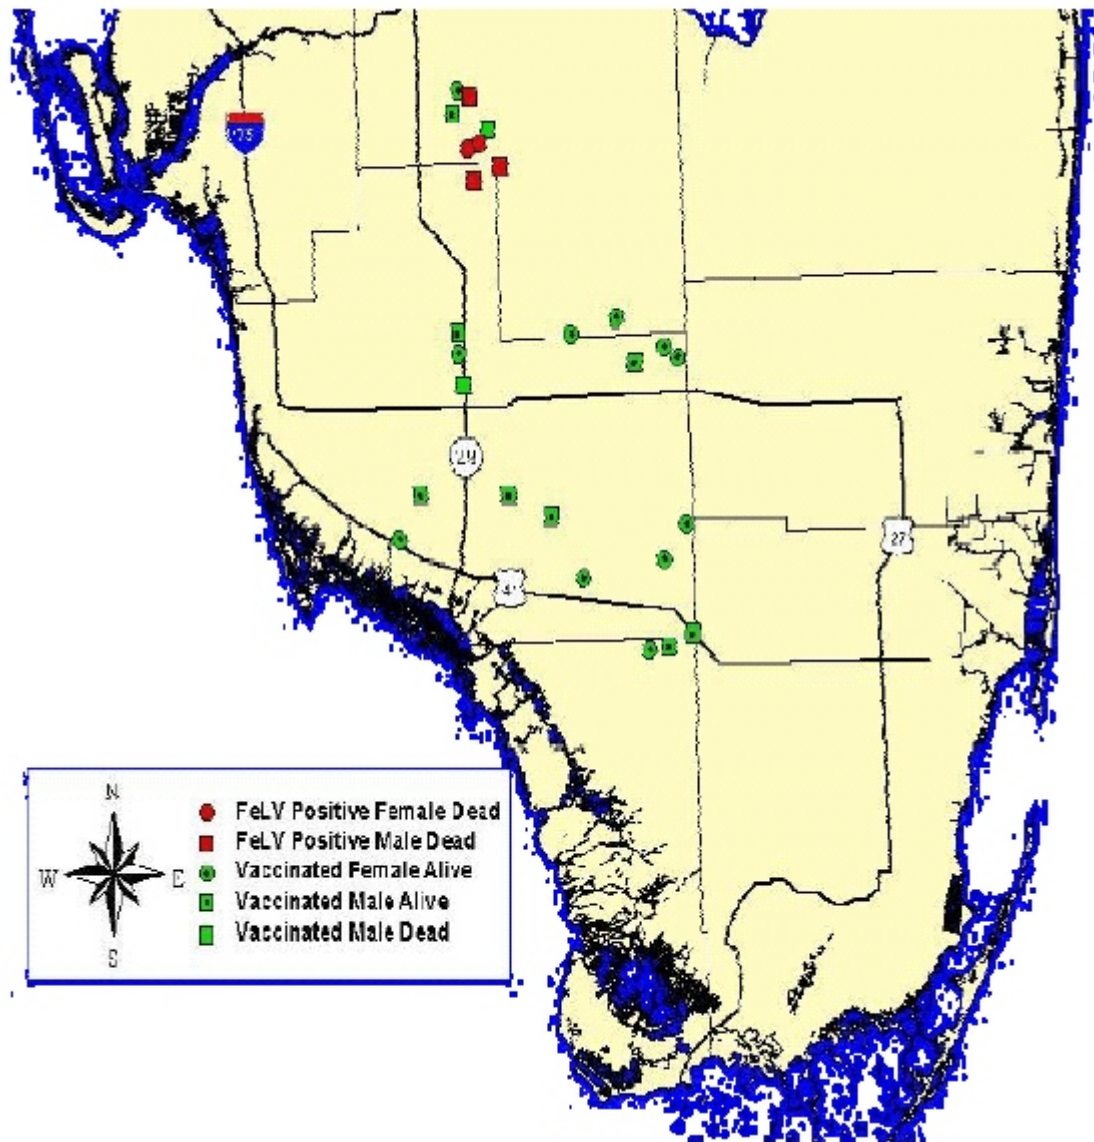 75
29
27
41
N
W E
S
FeLV Positive Female Dead
FeLV Positive Male Dead
Vaccinated Female Alive
Vaccinated Male Alive
Vaccinated Male Dead